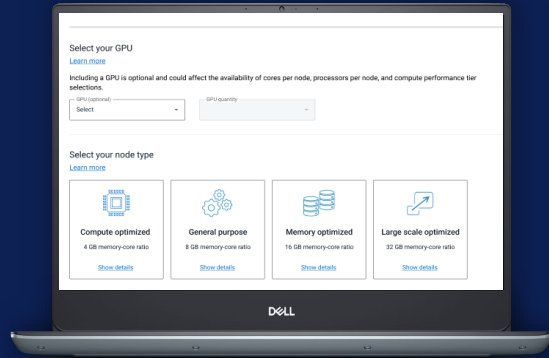 Select your GPU
Learn more
Including a GPU is optional and could affect the availability of cores per node, processors per node, and compute performance tier
selections.
GPU (optional)
GPU quantity
Select
Select your node type
Learn more
Compute optimized
General purpose
Memory optimized
Large scale optimized
4 GB memory-core ratio
8 GB memory-core ratio
16 GB memory-core ratio
32 GB memory-core ratio
Show details
Show details
Show details
Show details
DELL